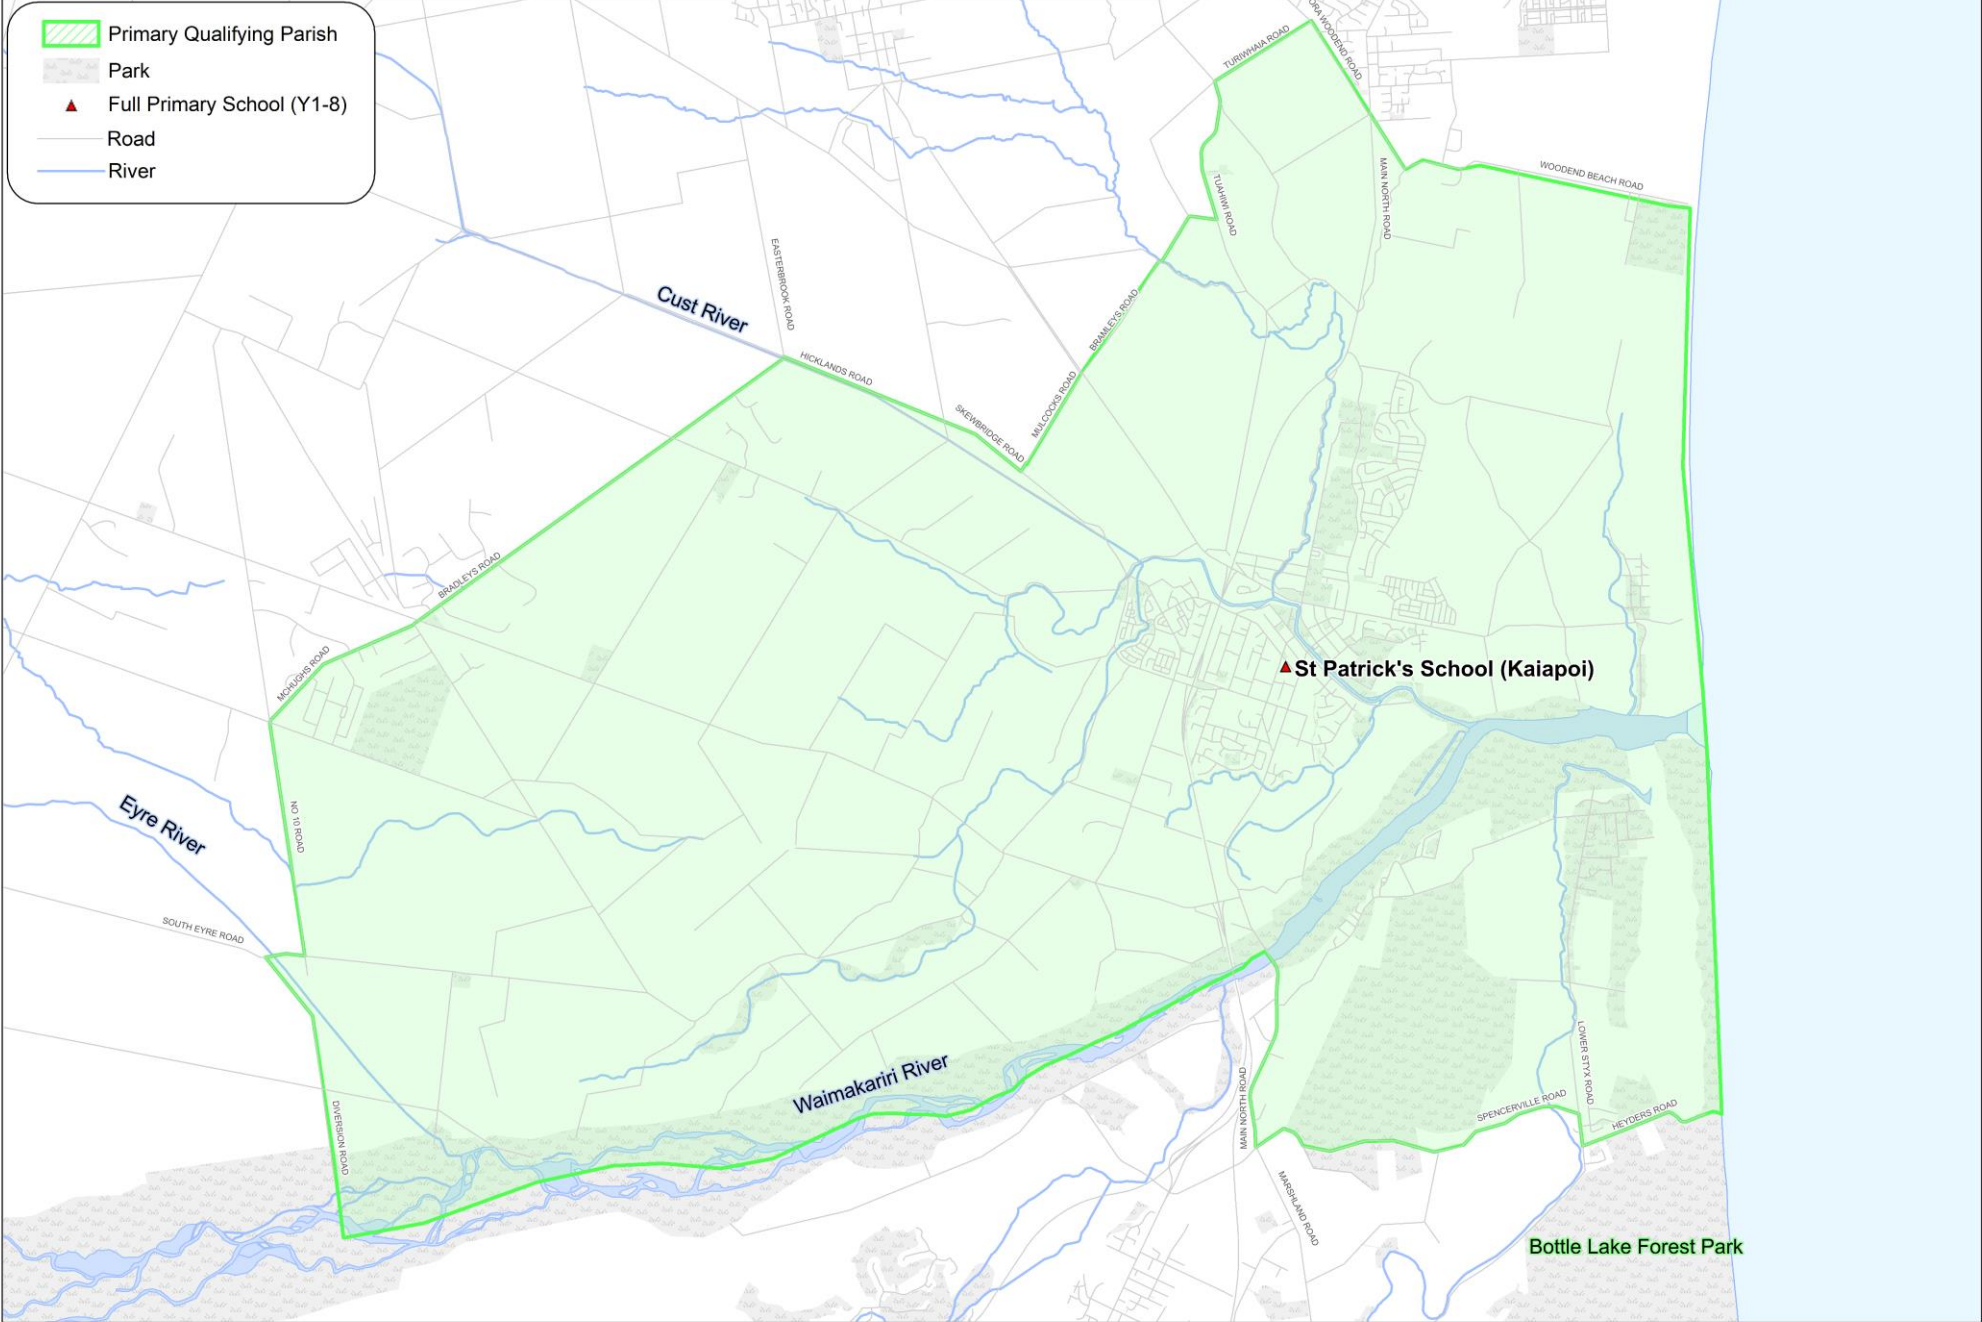 Primary Qualifying Parish
Park
Full Primary School (Y1-8)
Road
River
TURIWHAIA ROAD
RA WOODEND ROAD
WOODEND BEACH ROAD
MAIN NORTH ROAD
TUAHIWI ROAD
EASTERBROOK ROAD
Cust River
BRAMLEYS ROAD
HICKLANDS ROAD
MULCOCKS ROAD
SKEWBRIDGE ROAD
BRADLEYS ROAD
MCHUGHS ROAD
St Patrick's School (Kaiapoi)
NO 10 ROAD
Eyre River
SOUTH EYRE ROAD
Waimakariri River
DIVERSION ROAD
MAIN NORTH ROAD
LOWER STYX ROAD
SPENCERVILLE ROAD
HEYDERS ROAD
MARSHLAND ROAD
Bottle Lake Forest Park